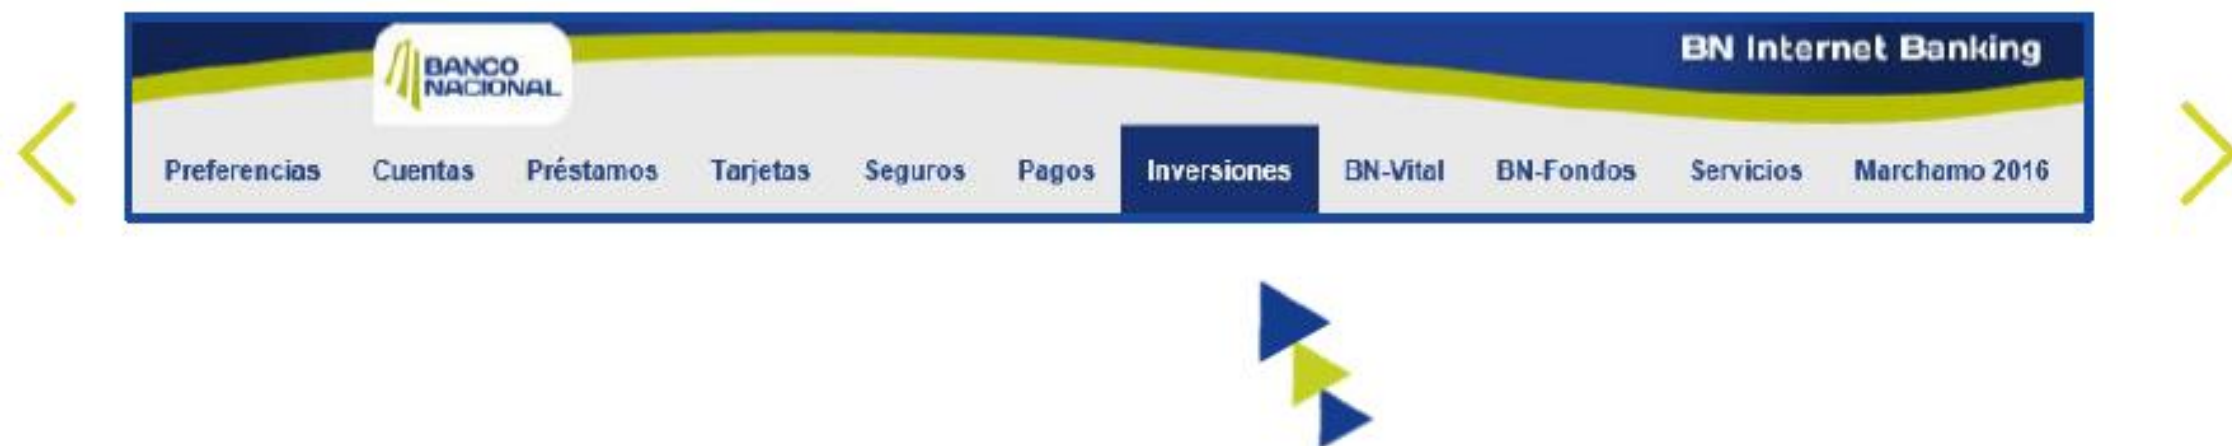 BN Internet Banking
BANCO
NACIONAL
Preferencias Cuentas Préstamos Tarjetas Seguros Pagos Inversiones BN-Vital BN-Fondos Servicios Marchamo 2016